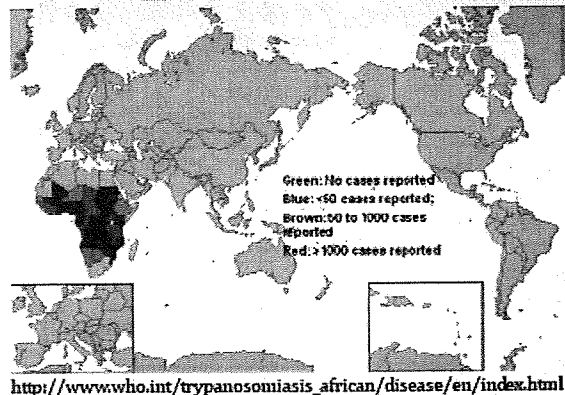 Green: No cases reported
Blue: <50 cases reported;
Brown: 50 to 1000 cases
reported
Red: >1000 cases reported
http://www.who.int/trypanosomiasis_african/disease/en/index.html